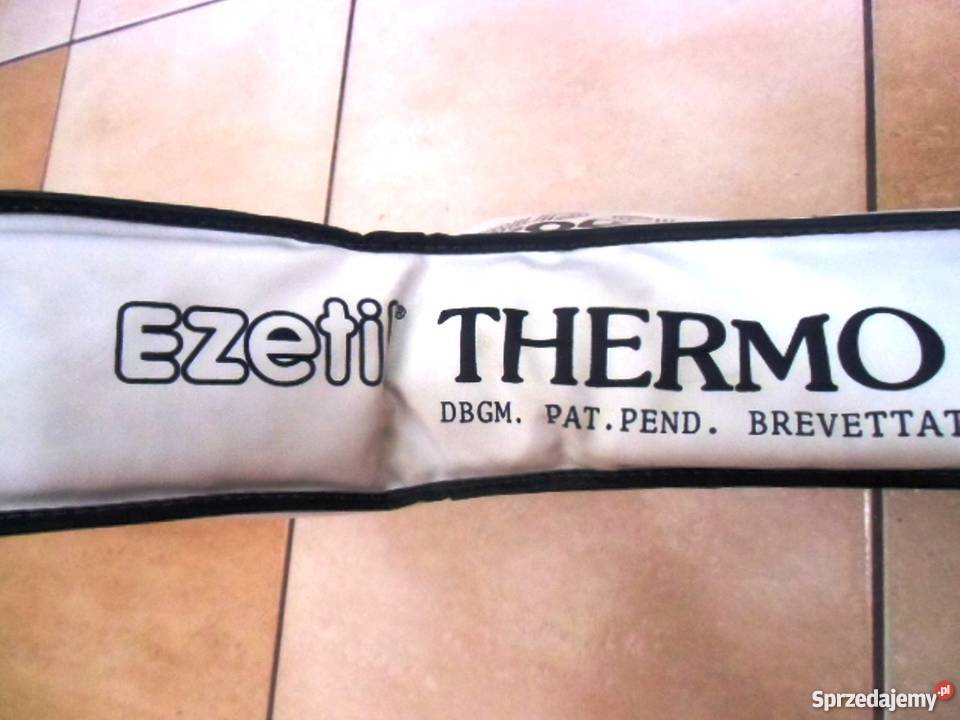 Ezeti® THERMO
DBGM. PAT.PEND. BREVETTAT
Sprzedajemy.pl